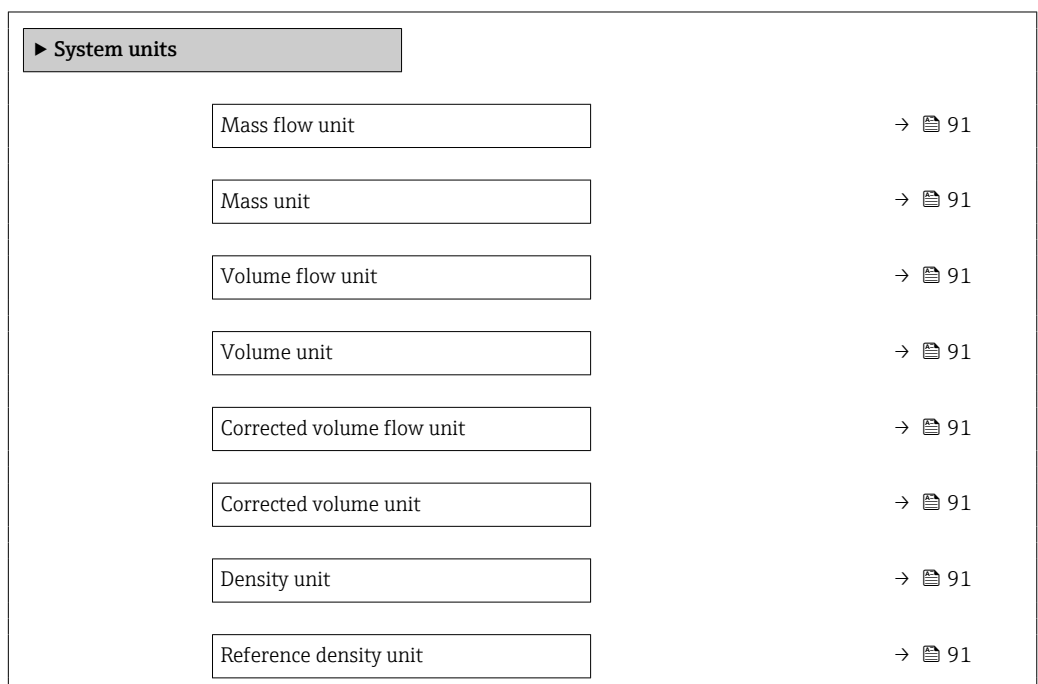 ▶ System units
Mass flow unit → 91
Mass unit → 91
Volume flow unit → 91
Volume unit → 91
Corrected volume flow unit → 91
Corrected volume unit → 91
Density unit → 91
Reference density unit → 91